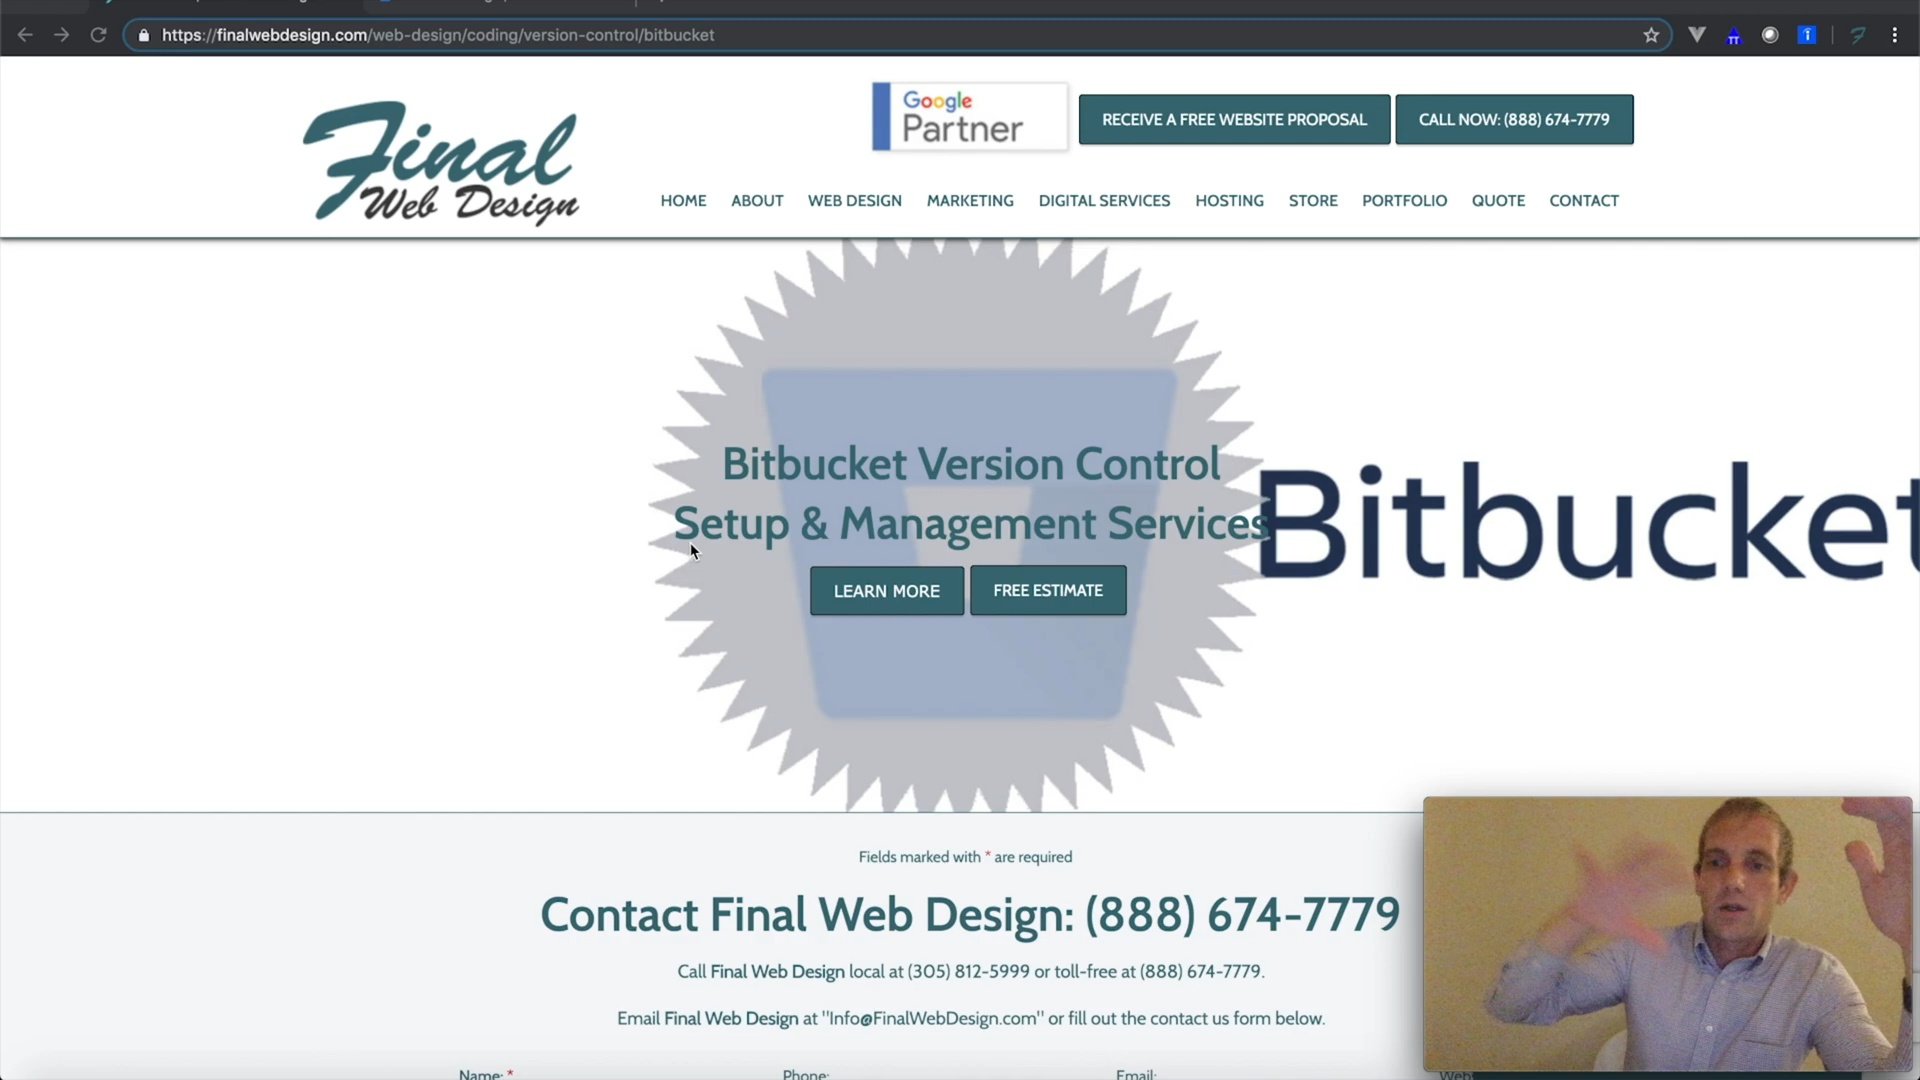 https://finalwebdesign.com/web-design/coding/version-control/bitbucket
Final
Web Design
Google
Partner
RECEIVE A FREE WEBSITE PROPOSAL
CALL NOW: (888) 674-7779
HOME ABOUT WEB DESIGN MARKETING DIGITAL SERVICES HOSTING STORE PORTFOLIO QUOTE CONTACT
Bitbucket Version Control
Setup & Management Services
Bitbucket
LEARN MORE
FREE ESTIMATE
Fields marked with * are required
Contact Final Web Design: (888) 674-7779
Call Final Web Design local at (305) 812-5999 or toll-free at (888) 674-7779.
Email Final Web Design at "Info@FinalWebDesign.com" or fill out the contact us form below.
Name: * Phone: Email: